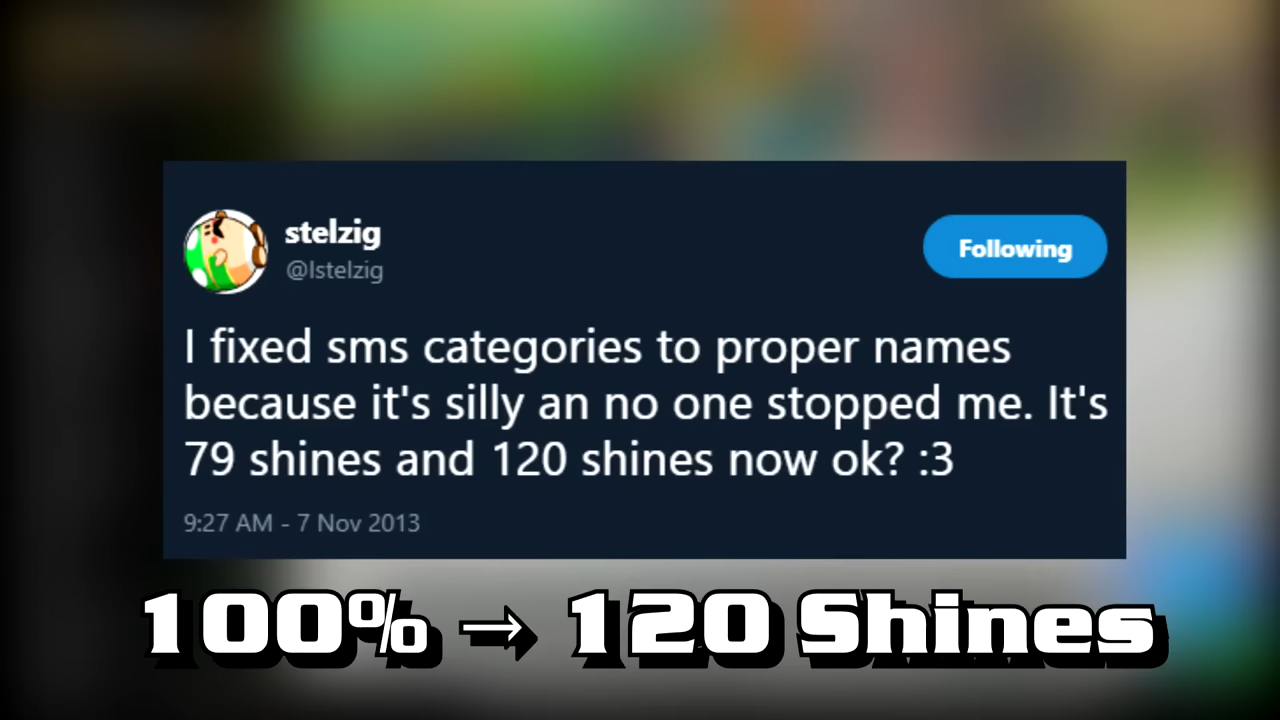 stelzig
@lstelzig
Following
I fixed sms categories to proper names
because it's silly an no one stopped me. It's
79 shines and 120 shines now ok? :3
9:27 AM - 7 Nov 2013
100% → 120 Shines